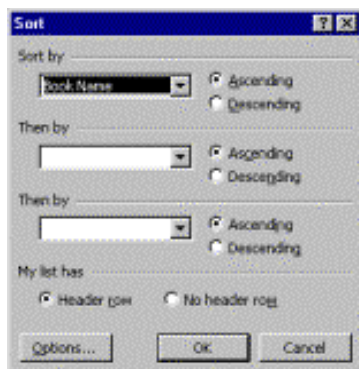 Sort
Sort by
Book Name
Ascending
Descending
Then by
Ascending
Descending
Then by
Ascending
Descending
My list has
Header row
No header row
Options...
OK
Cancel